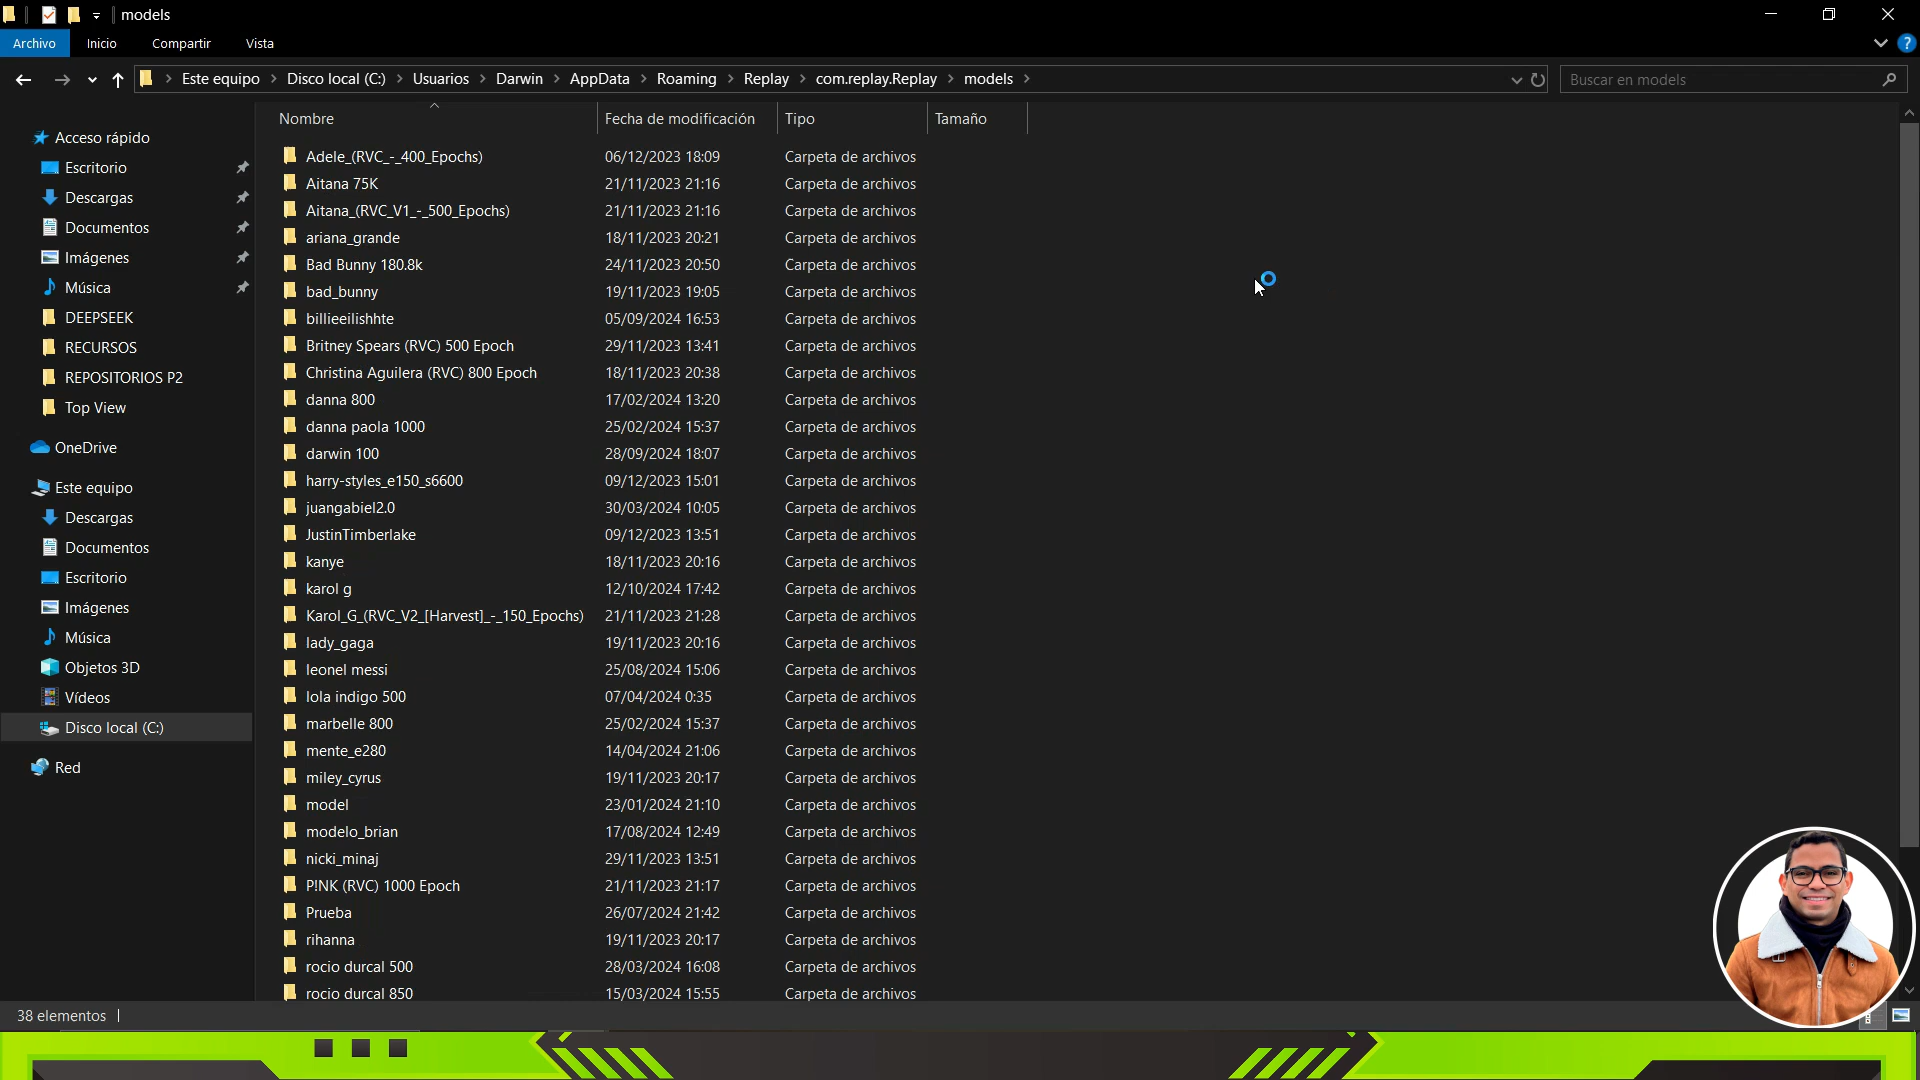 models
Archivo Inicio Compartir Vista
Este equipo Disco local (C:) Usuarios Darwin AppData Roaming Replay com.replay.Replay models
Buscar en models
Nombre Fecha de modificación Tipo Tamaño
Acceso rápido
Escritorio
Descargas
Documentos
Imágenes
Música
DEEPSEEK
RECURSOS
REPOSITORIOS P2
Top View
OneDrive
Este equipo
Descargas
Documentos
Escritorio
Imágenes
Música
Objetos 3D
Vídeos
Disco local (C:)
Red
Adele_(RVC_-_400_Epochs) 06/12/2023 18:09 Carpeta de archivos
Aitana 75K 21/11/2023 21:16 Carpeta de archivos
Aitana_(RVC_V1_-_500_Epochs) 21/11/2023 21:16 Carpeta de archivos
ariana_grande 18/11/2023 20:21 Carpeta de archivos
Bad Bunny 180.8k 24/11/2023 20:50 Carpeta de archivos
bad_bunny 19/11/2023 19:05 Carpeta de archivos
billieeilishhte 05/09/2024 16:53 Carpeta de archivos
Britney Spears (RVC) 500 Epoch 29/11/2023 13:41 Carpeta de archivos
Christina Aguilera (RVC) 800 Epoch 18/11/2023 20:38 Carpeta de archivos
danna 800 17/02/2024 13:20 Carpeta de archivos
danna paola 1000 25/02/2024 15:37 Carpeta de archivos
darwin 100 28/09/2024 18:07 Carpeta de archivos
harry-styles_e150_s6600 09/12/2023 15:01 Carpeta de archivos
juangabiel2.0 30/03/2024 10:05 Carpeta de archivos
JustinTimberlake 09/12/2023 13:51 Carpeta de archivos
kanye 18/11/2023 20:16 Carpeta de archivos
karol g 12/10/2024 17:42 Carpeta de archivos
Karol_G_(RVC_V2_[Harvest]_-_150_Epochs) 21/11/2023 21:28 Carpeta de archivos
lady_gaga 19/11/2023 20:16 Carpeta de archivos
leonel messi 25/08/2024 15:06 Carpeta de archivos
lola indigo 500 07/04/2024 0:35 Carpeta de archivos
marbelle 800 25/02/2024 15:37 Carpeta de archivos
mente_e280 14/04/2024 21:06 Carpeta de archivos
miley_cyrus 19/11/2023 20:17 Carpeta de archivos
model 23/01/2024 21:10 Carpeta de archivos
modelo_brian 17/08/2024 12:49 Carpeta de archivos
nicki_minaj 29/11/2023 13:51 Carpeta de archivos
P!NK (RVC) 1000 Epoch 21/11/2023 21:17 Carpeta de archivos
Prueba 26/07/2024 21:42 Carpeta de archivos
rihanna 19/11/2023 20:17 Carpeta de archivos
rocio durcal 500 28/03/2024 16:08 Carpeta de archivos
rocio durcal 850 15/03/2024 15:55 Carpeta de archivos
38 elementos